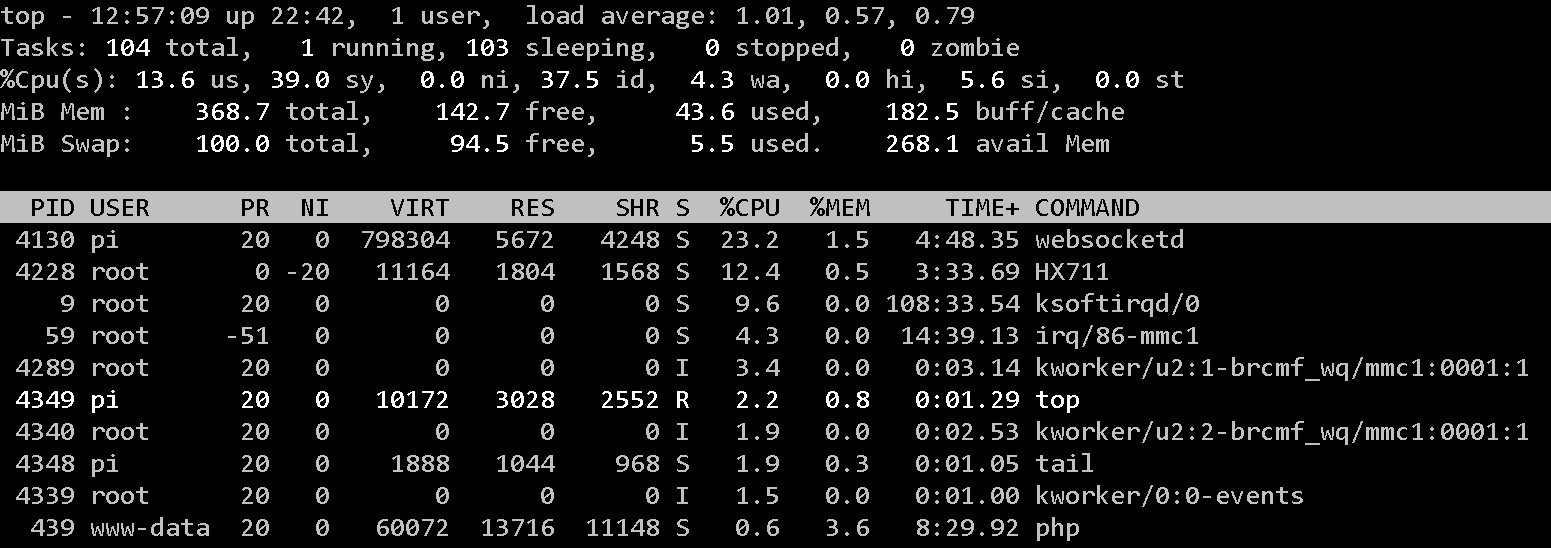 top - 12:57:09 up 22:42,  1 user,  load average: 1.01, 0.57, 0.79
Tasks: 104 total,   1 running, 103 sleeping,   0 stopped,   0 zombie
%Cpu(s): 13.6 us, 39.0 sy,  0.0 ni, 37.5 id,  4.3 wa,  0.0 hi,  5.6 si,  0.0 st
MiB Mem :    368.7 total,    142.7 free,     43.6 used,    182.5 buff/cache
MiB Swap:    100.0 total,     94.5 free,      5.5 used.    268.1 avail Mem
  PID USER      PR  NI    VIRT    RES    SHR S  %CPU  %MEM     TIME+ COMMAND
 4130 pi        20   0  798304   5672   4248 S  23.2   1.5   4:48.35 websocketd
 4228 root       0 -20   11164   1804   1568 S  12.4   0.5   3:33.69 HX711
    9 root      20   0       0      0      0 S   9.6   0.0 108:33.54 ksoftirqd/0
   59 root     -51   0       0      0      0 S   4.3   0.0  14:39.13 irq/86-mmc1
 4289 root      20   0       0      0      0 I   3.4   0.0   0:03.14 kworker/u2:1-brcmf_wq/mmc1:0001:1
 4349 pi        20   0   10172   3028   2552 R   2.2   0.8   0:01.29 top
 4340 root      20   0       0      0      0 I   1.9   0.0   0:02.53 kworker/u2:2-brcmf_wq/mmc1:0001:1
 4348 pi        20   0    1888   1044    968 S   1.9   0.3   0:01.05 tail
 4339 root      20   0       0      0      0 I   1.5   0.0   0:01.00 kworker/0:0-events
  439 www-data  20   0   60072  13716  11148 S   0.6   3.6   8:29.92 php